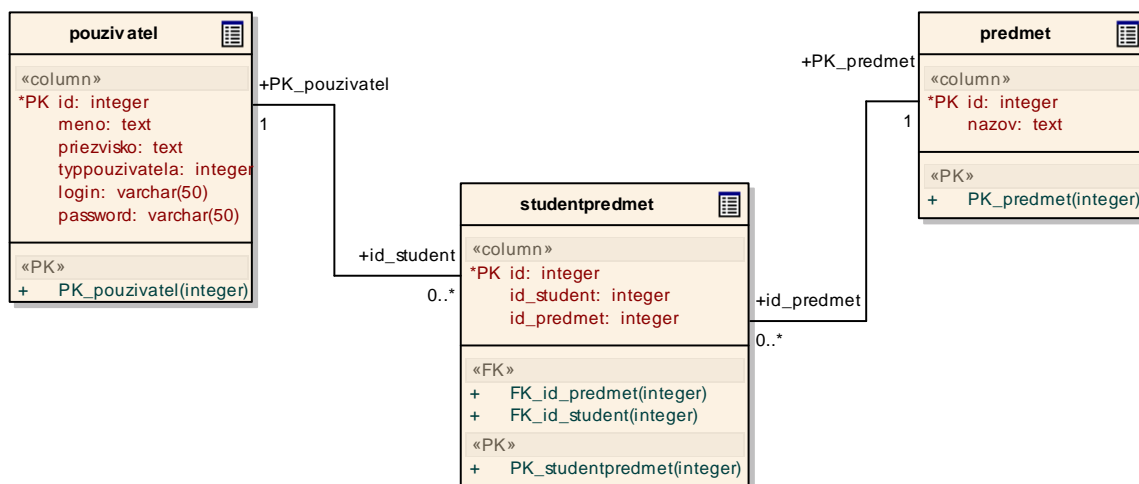 pouzivatel
«column»
*PK id: integer
meno: text
priezvisko: text
typpouzivatela: integer
login: varchar(50)
password: varchar(50)
«PK»
+ PK_pouzivatel(integer)
+PK_pouzivatel
1
+id_student
0..*
studentpredmet
«column»
*PK id: integer
id_student: integer
id_predmet: integer
«FK»
+ FK_id_predmet(integer)
+ FK_id_student(integer)
«PK»
+ PK_studentpredmet(integer)
+id_predmet
0..*
+PK_predmet
1
predmet
«column»
*PK id: integer
nazov: text
«PK»
+ PK_predmet(integer)